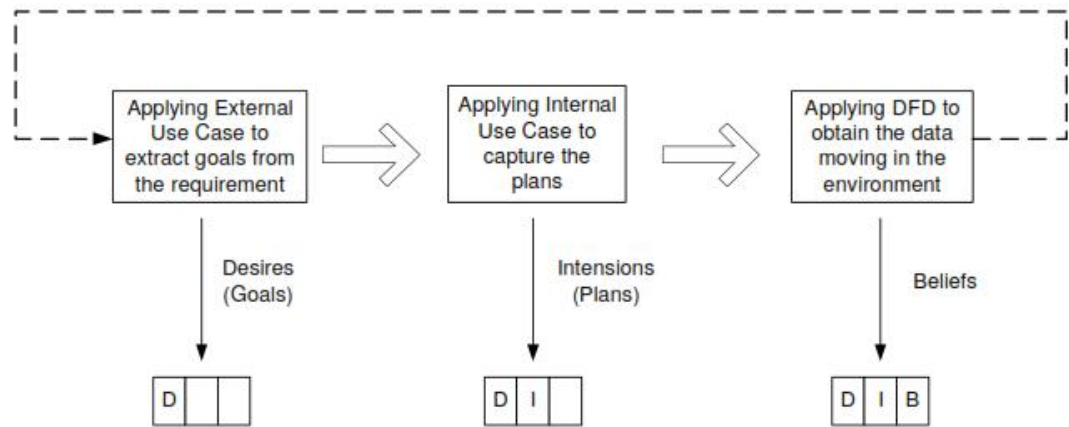 Applying External
Use Case to
extract goals from
the requirement
Applying Internal
Use Case to
capture the
plans
Applying DFD to
obtain the data
moving in the
environment
Desires
(Goals)
Intensions
(Plans)
Beliefs
D
D I
D I B